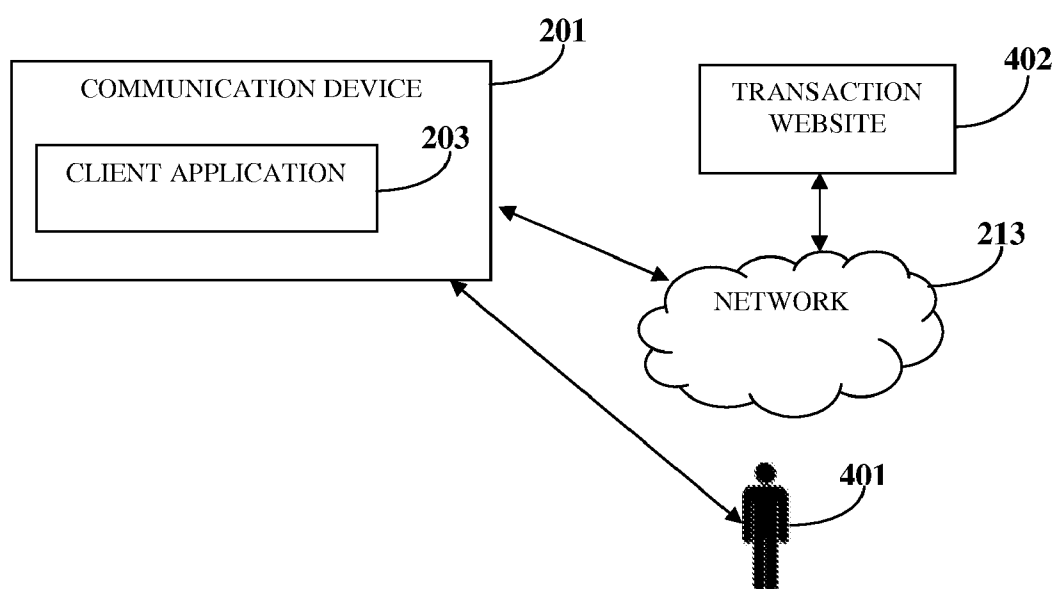 201
COMMUNICATION DEVICE
203
CLIENT APPLICATION
402
TRANSACTION
WEBSITE
213
NETWORK
401